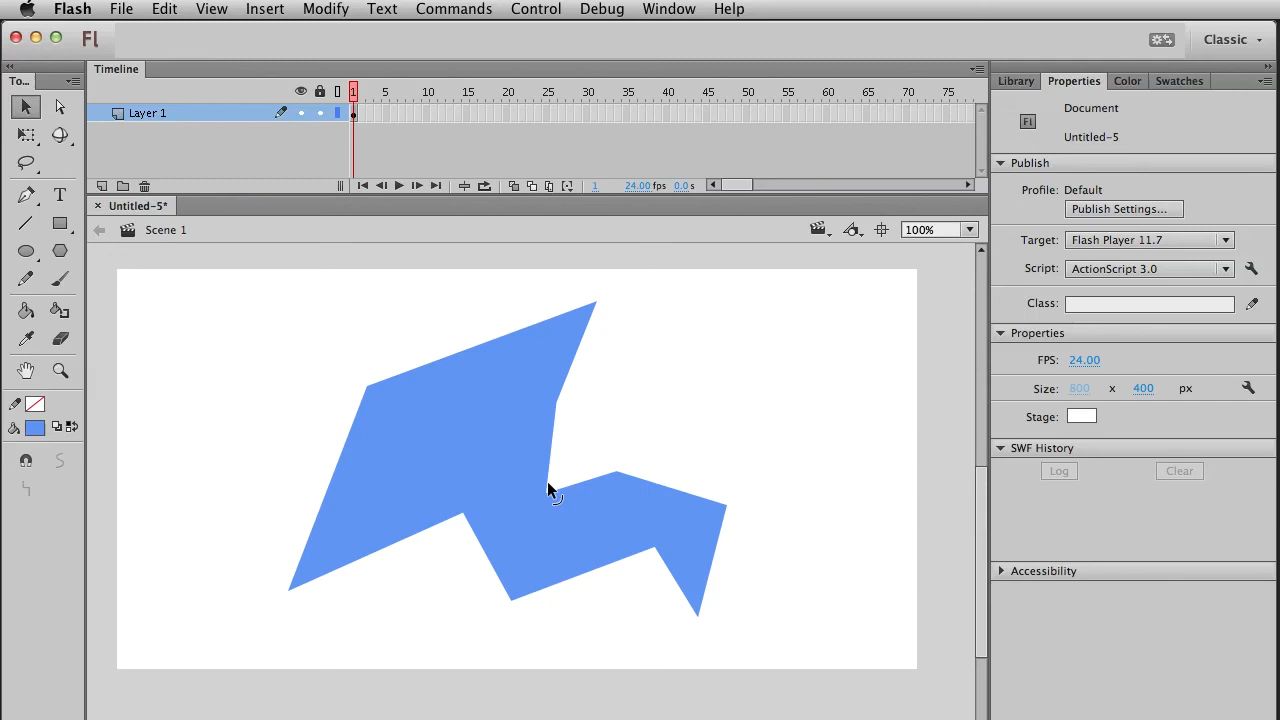 Flash File Edit View Insert Modify Text Commands Control Debug Window Help
Fl
Classic
To...
Timeline
Library Properties Color Swatches
1 5 10 15 20 25 30 35 40 45 50 55 60 65 70 75
Layer 1
1 24.00 fps 0.0 s
Untitled-5*
Scene 1
100%
T
Document
Fl
Untitled-5
Publish
Profile: Default
Publish Settings...
Target: Flash Player 11.7
Script: ActionScript 3.0
Class:
Properties
FPS: 24.00
Size: 800 x 400 px
Stage:
SWF History
Log Clear
Accessibility